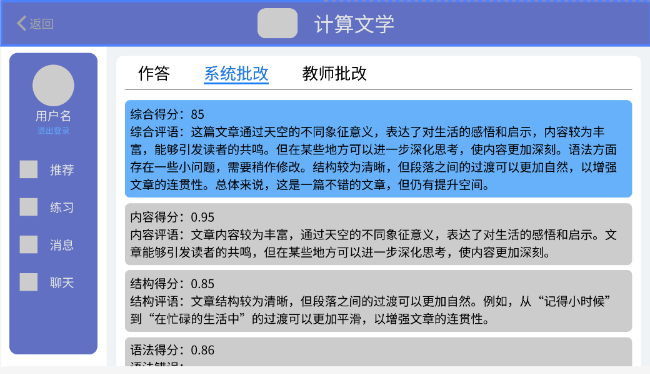 返回
计算文学
用户名
退出登录
推荐
练习
消息
聊天
作答
系统批改
教师批改
综合得分：85
综合评语：这篇文章通过天空的不同象征意义，表达了对生活的感悟和启示，内容较为丰
富，能够引发读者的共鸣。但在某些地方可以进一步深化思考，使内容更加深刻。语法方面
存在一些小问题，需要稍作修改。结构较为清晰，但段落之间的过渡可以更加自然，以增强
文章的连贯性。总体来说，这是一篇不错的文章，但仍有提升空间。
内容得分：0.95
内容评语：文章内容较为丰富，通过天空的不同象征意义，表达了对生活的感悟和启示。文
章能够引发读者的共鸣，但在某些地方可以进一步深化思考，使内容更加深刻。
结构得分：0.85
结构评语：文章结构较为清晰，但段落之间的过渡可以更加自然。例如，从“记得小时候”
到“在忙碌的生活中”的过渡可以更加平滑，以增强文章的连贯性。
语法得分：0.86
语法错误：